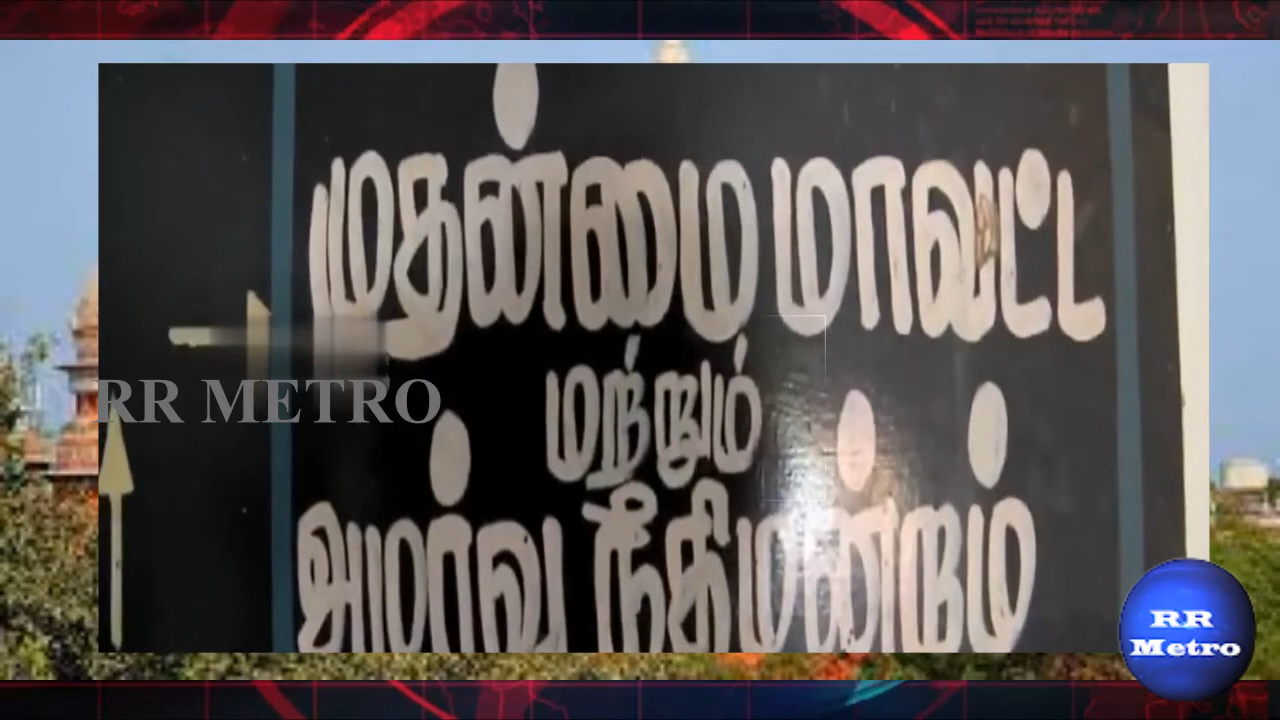 முதன்மை மாவட்ட
மற்றும்
அமர்வு நீதிமன்றம்
RR METRO
RR
Metro